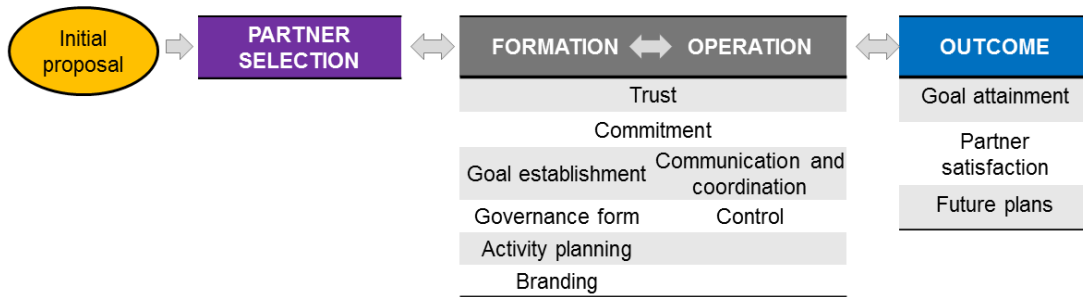 Initial
proposal
PARTNER
SELECTION
FORMATION OPERATION
Trust
Commitment
Goal establishment
Communication and
coordination
Governance form
Control
Activity planning
Branding
OUTCOME
Goal attainment
Partner
satisfaction
Future plans